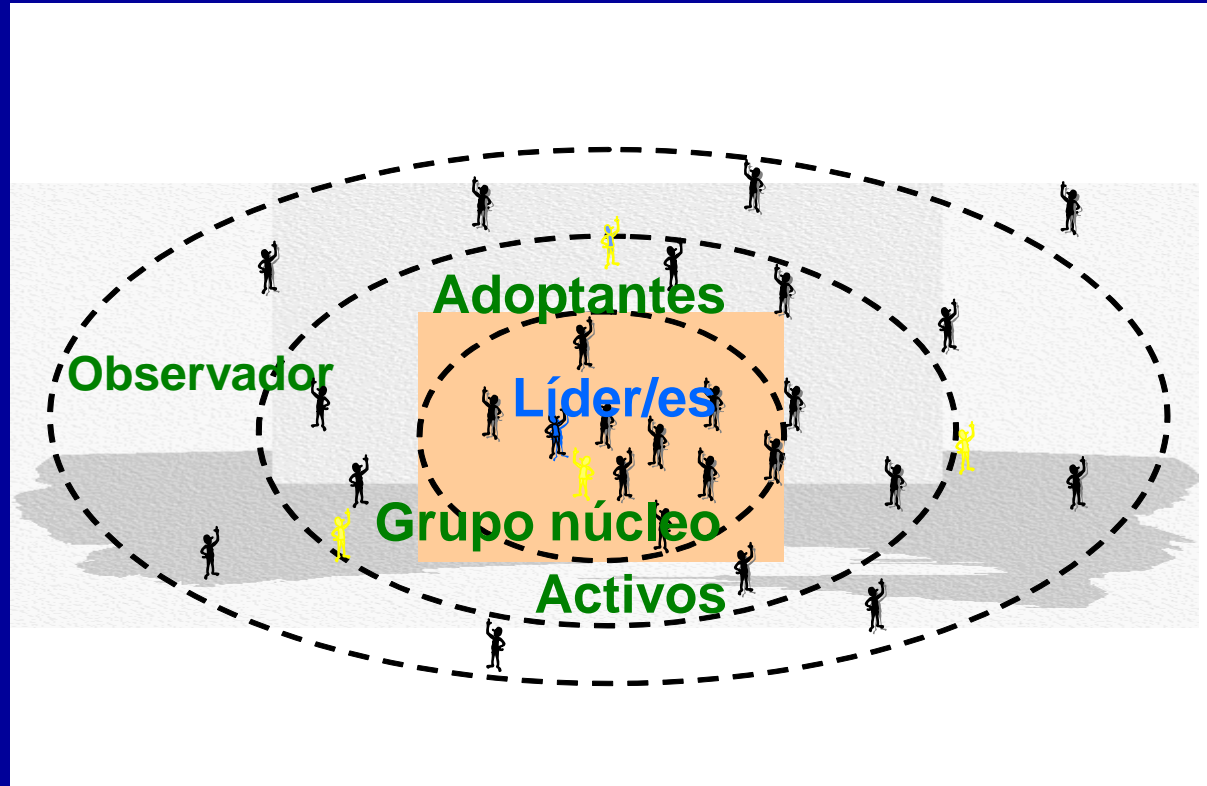 Adoptantes
Observador
Líder/es
Grupo núcleo
Activos